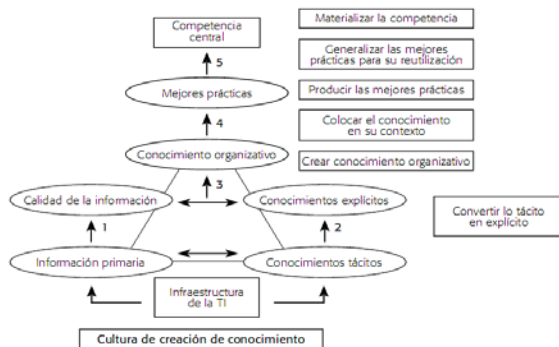 Competencia
central
5
Mejores prácticas
4
Conocimiento organizativo
3
Calidad de la información
Conocimientos explícitos
1
2
Información primaria
Conocimientos tácitos
Infraestructura
de la TI
Cultura de creación de conocimiento
Materializar la competencia
Generalizar las mejores
prácticas para su reutilización
Producir las mejores prácticas
Colocar el conocimiento
en su contexto
Crear conocimiento organizativo
Convertir lo tácito
en explícito